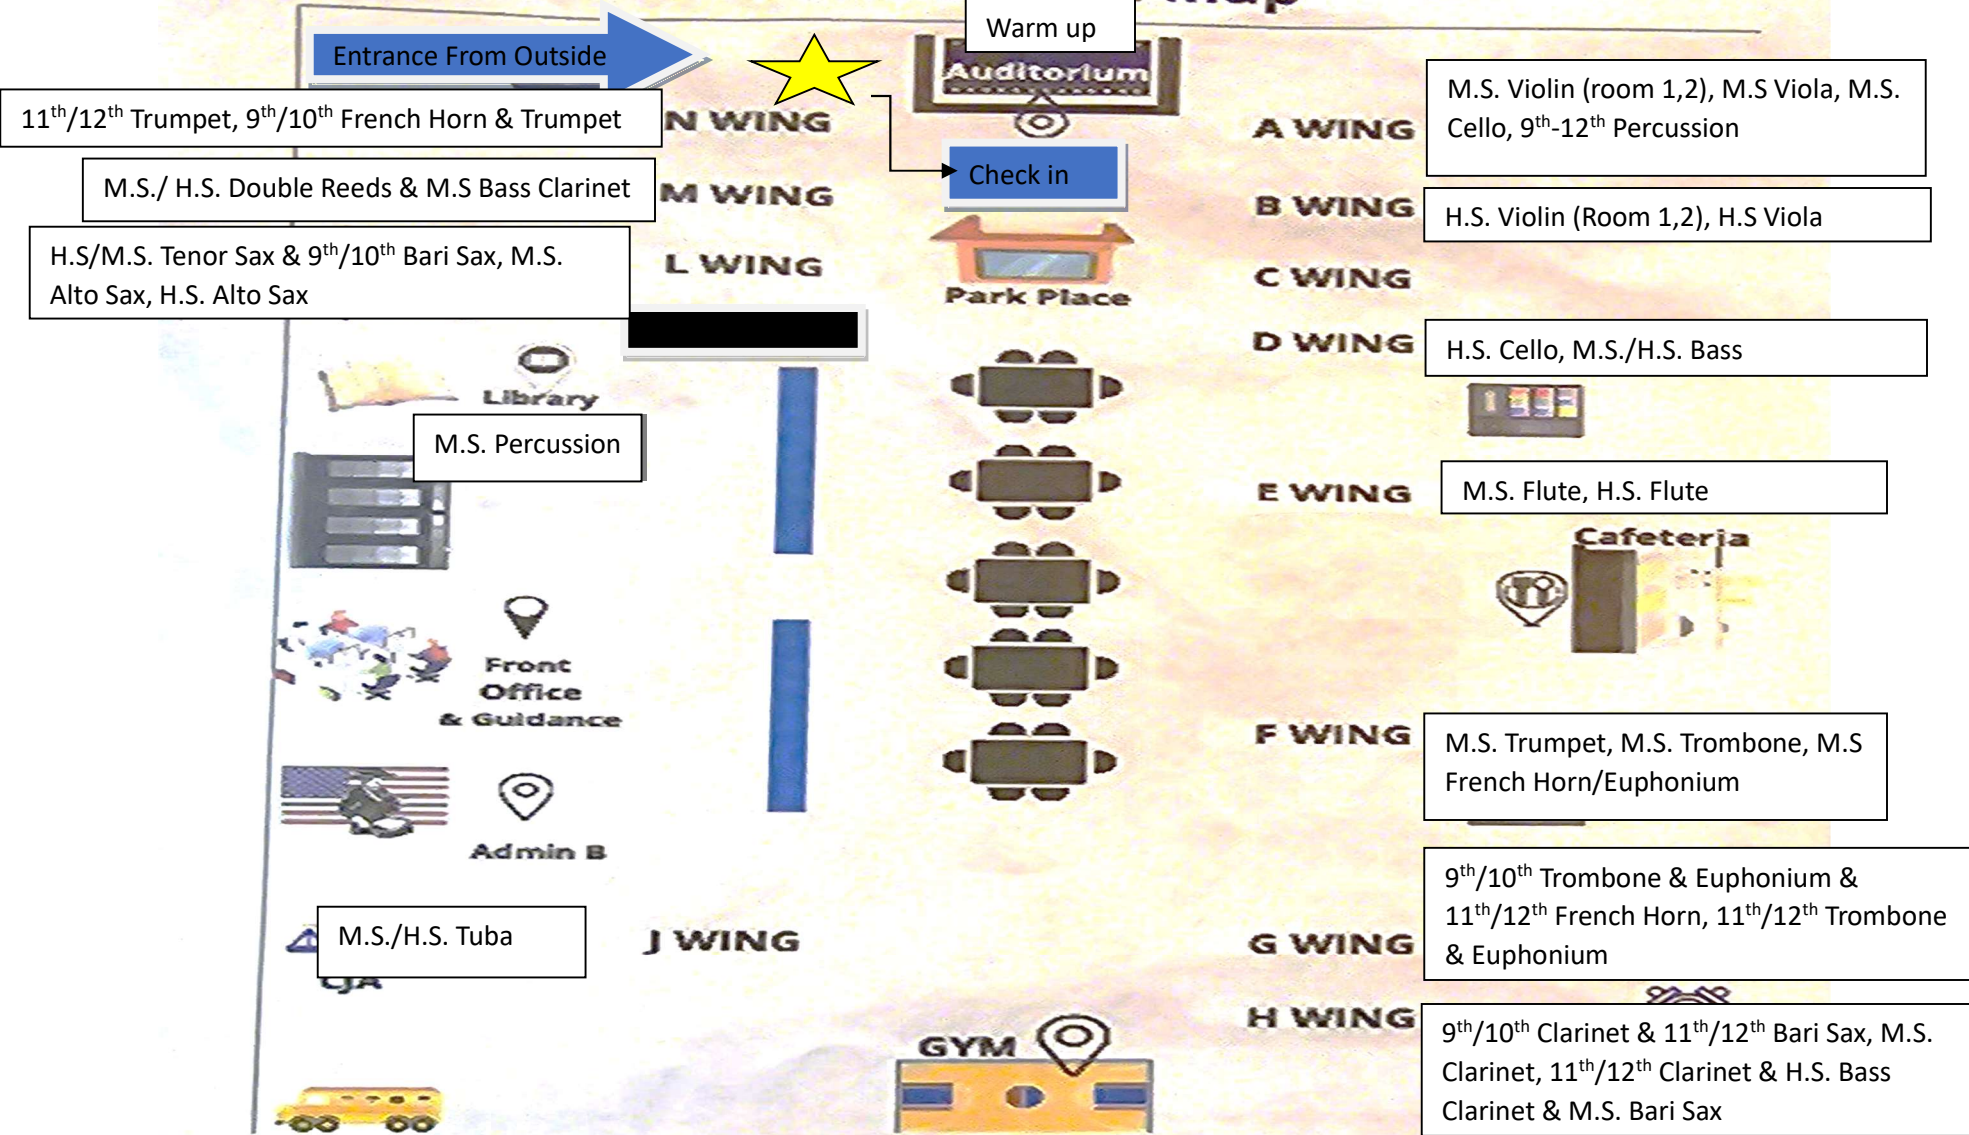 Warm up
Entrance From Outside
Auditorium
11th/12th Trumpet, 9th/10th French Horn & Trumpet
N WING
A WING
M.S. Violin (room 1,2), M.S Viola, M.S.
Cello, 9th-12th Percussion
Check in
M.S./ H.S. Double Reeds & M.S Bass Clarinet
M WING
B WING
H.S. Violin (Room 1,2), H.S Viola
H.S/M.S. Tenor Sax & 9th/10th Bari Sax, M.S.
Alto Sax, H.S. Alto Sax
L WING
Park Place
C WING
D WING
H.S. Cello, M.S./H.S. Bass
Library
M.S. Percussion
E WING
M.S. Flute, H.S. Flute
Cafeteria
Front
Office
& Guidance
F WING
M.S. Trumpet, M.S. Trombone, M.S
French Horn/Euphonium
Admin B
9th/10th Trombone & Euphonium &
11th/12th French Horn, 11th/12th Trombone
& Euphonium
M.S./H.S. Tuba
J WING
G WING
CJA
H WING
GYM
9th/10th Clarinet & 11th/12th Bari Sax, M.S.
Clarinet, 11th/12th Clarinet & H.S. Bass
Clarinet & M.S. Bari Sax